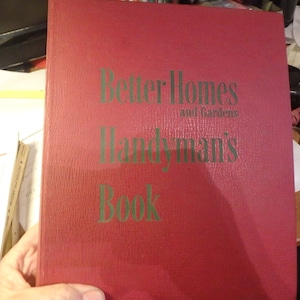 Better Homes
and Gardens
Handyman's
Book